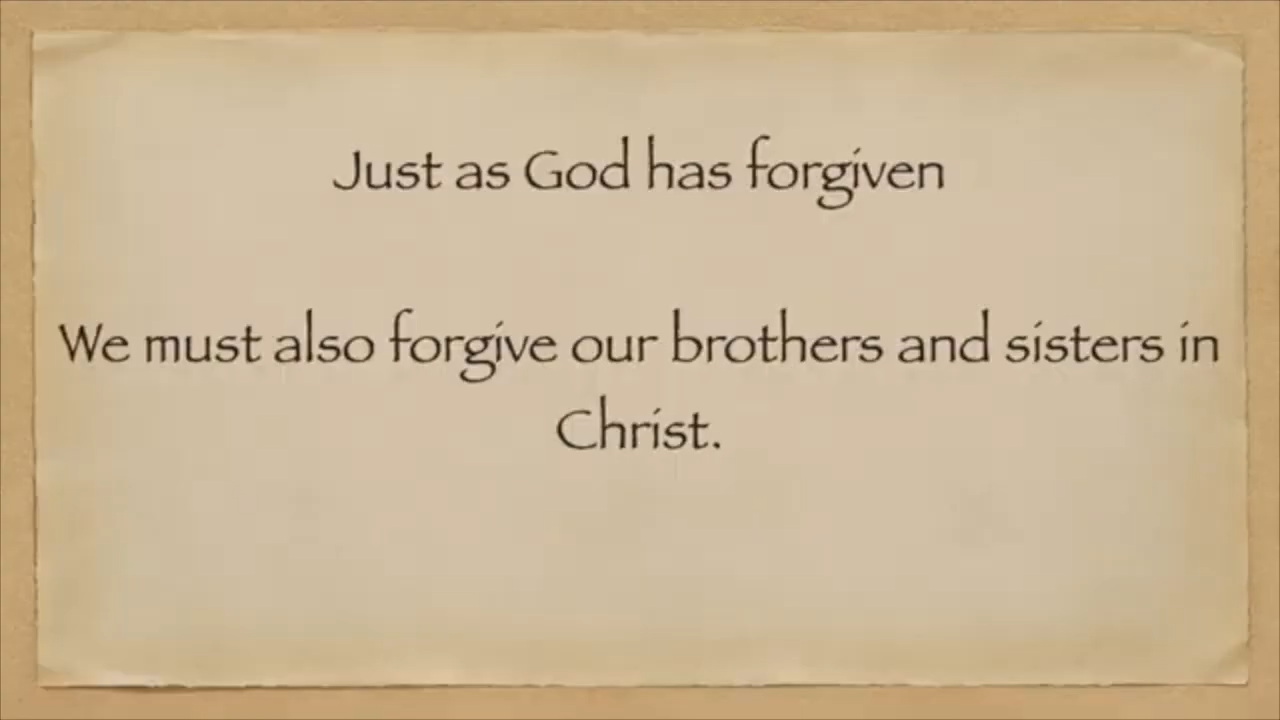 Just as God has forgiven
We must also forgive our brothers and sisters in
Christ.